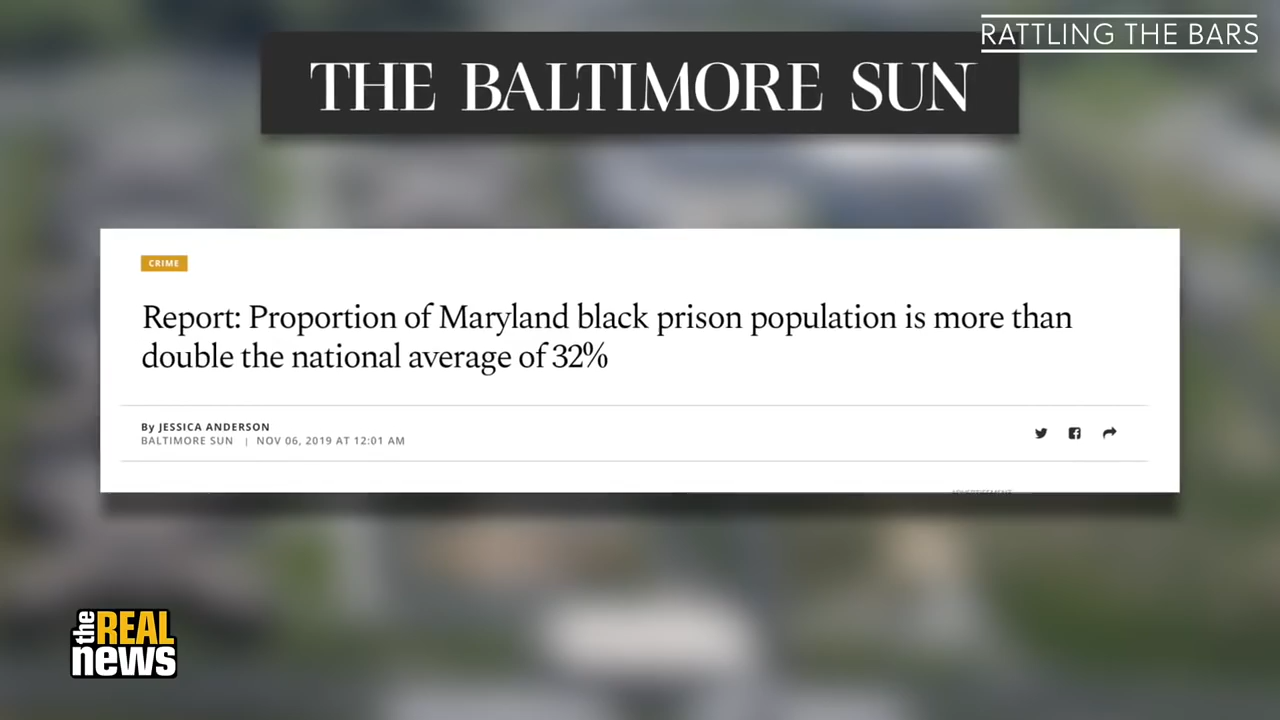 RATTLING THE BARS
THE BALTIMORE SUN
CRIME
Report: Proportion of Maryland black prison population is more than
double the national average of 32%
By JESSICA ANDERSON
BALTIMORE SUN | NOV 06, 2019 AT 12:01 AM
the REAL
news